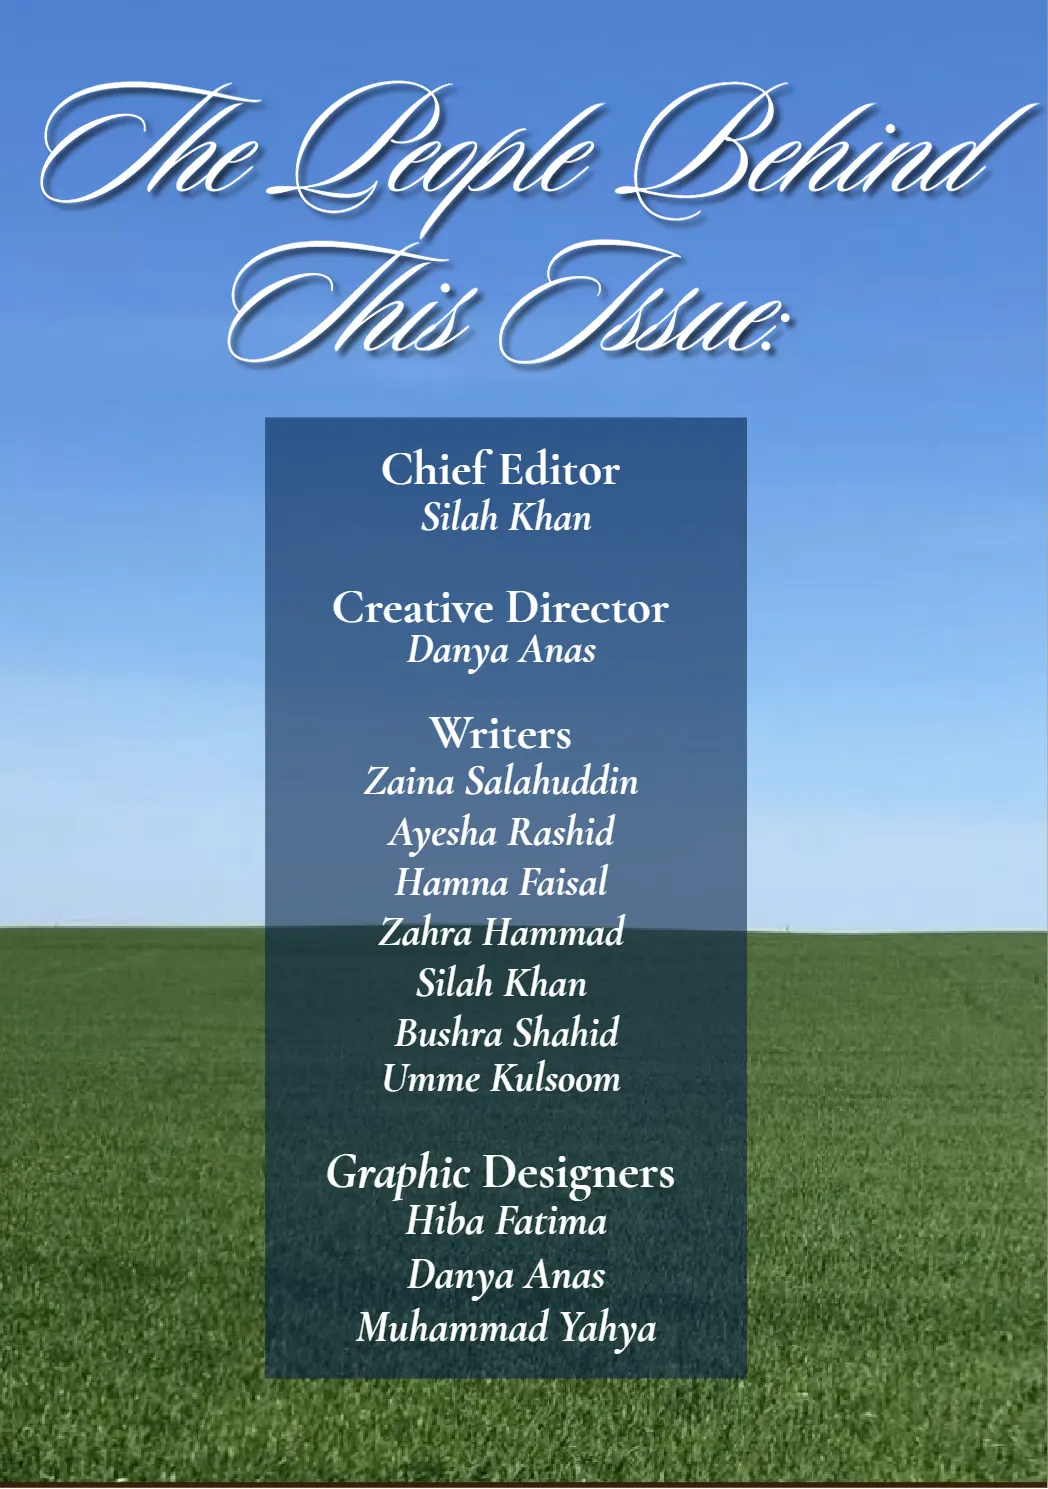 The People Behind
This Issue:
Chief Editor
Silah Khan
Creative Director
Danya Anas
Writers
Zaina Salahuddin
Ayesha Rashid
Hamna Faisal
Zahra Hammad
Silah Khan
Bushra Shahid
Umme Kulsoom
Graphic Designers
Hiba Fatima
Danya Anas
Muhammad Yahya